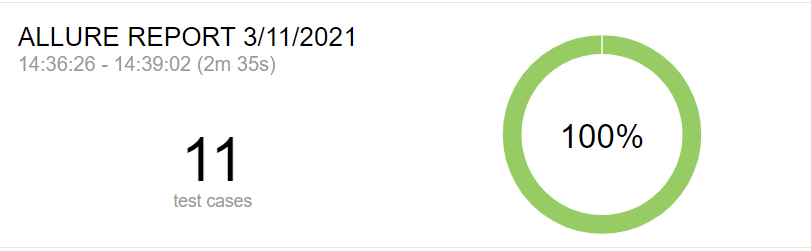 ALLURE REPORT 3/11/2021
14:36:26 - 14:39:02 (2m 35s)
11
test cases
100%